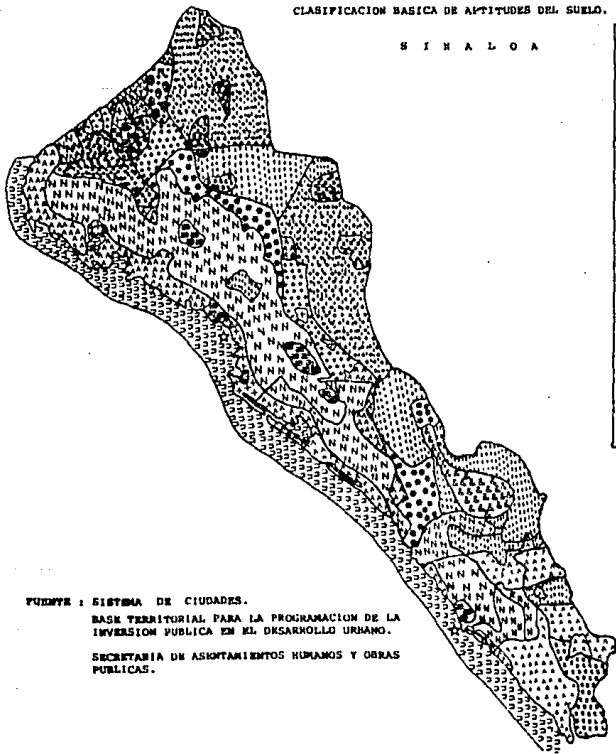 CLASIFICACION BASICA DE APTITUDES DEL SUELO.
S I N A L O A
FUENTE : SISTEMA DE CIUDADES.
BASE TERRITORIAL PARA LA PROGRAMACION DE LA
INVERSION PUBLICA EN EL DESARROLLO URBANO.
SECRETARIA DE ASENTAMIENTOS HUMANOS Y OBRAS
PUBLICAS.